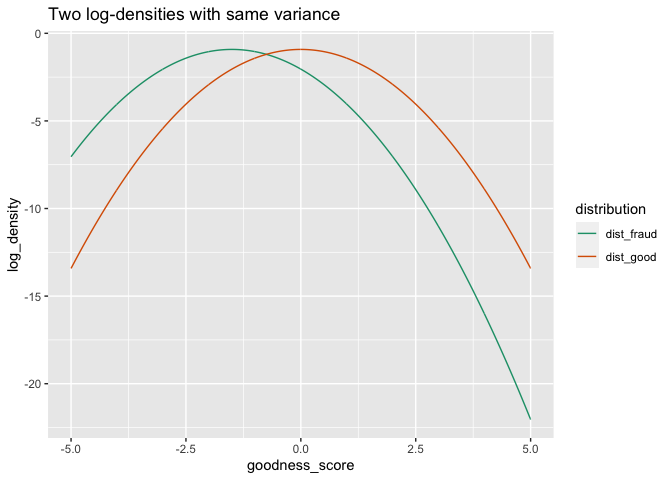 Two log-densities with same variance
0
-5
-10
-15
-20
log_density
-5.0
-2.5
0.0
2.5
5.0
goodness_score
distribution
dist_fraud
dist_good